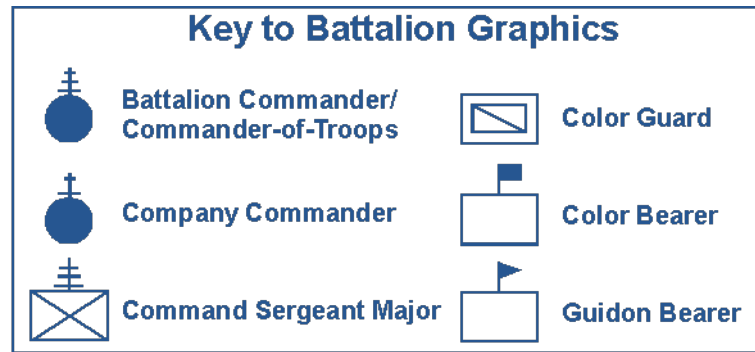 Key to Battalion Graphics
Battalion Commander/
Commander-of-Troops
Color Guard
Company Commander
Color Bearer
Command Sergeant Major
Guidon Bearer